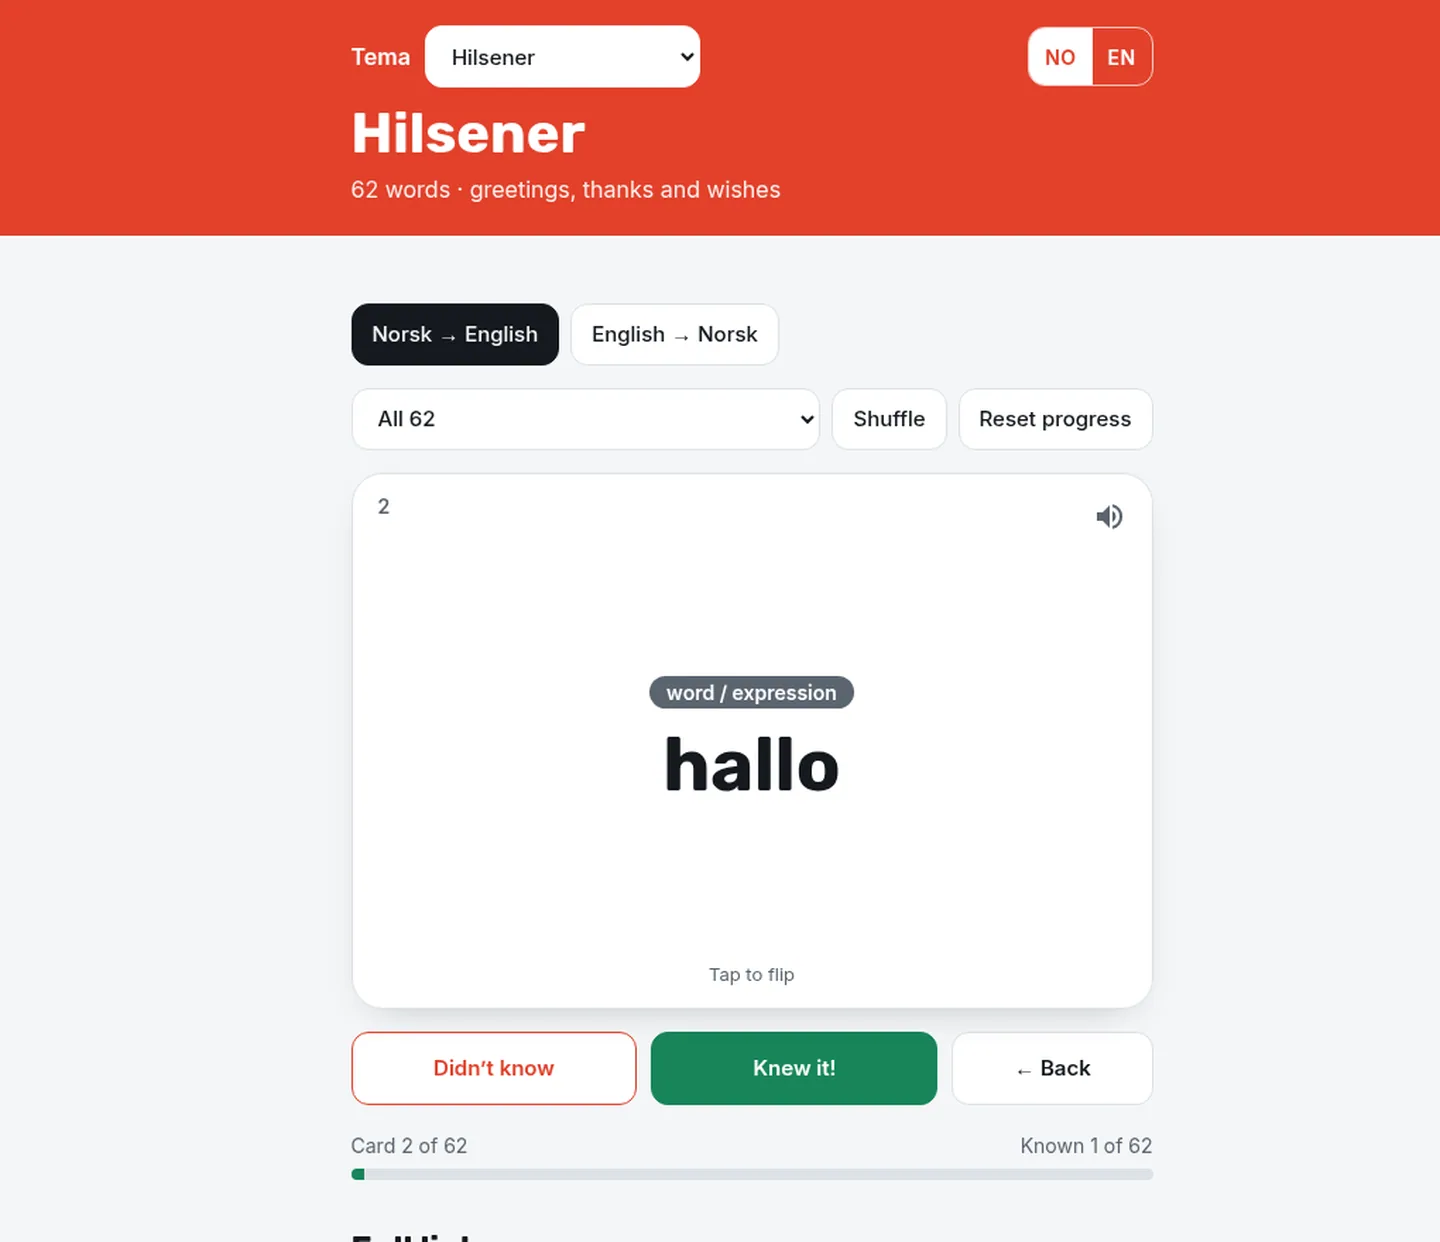 Tema Hilsener NO EN
Hilsener
62 words · greetings, thanks and wishes
Norsk → English English → Norsk
All 62 Shuffle Reset progress
2
word / expression
hallo
Tap to flip
Didn’t know Knew it! ← Back
Card 2 of 62 Known 1 of 62